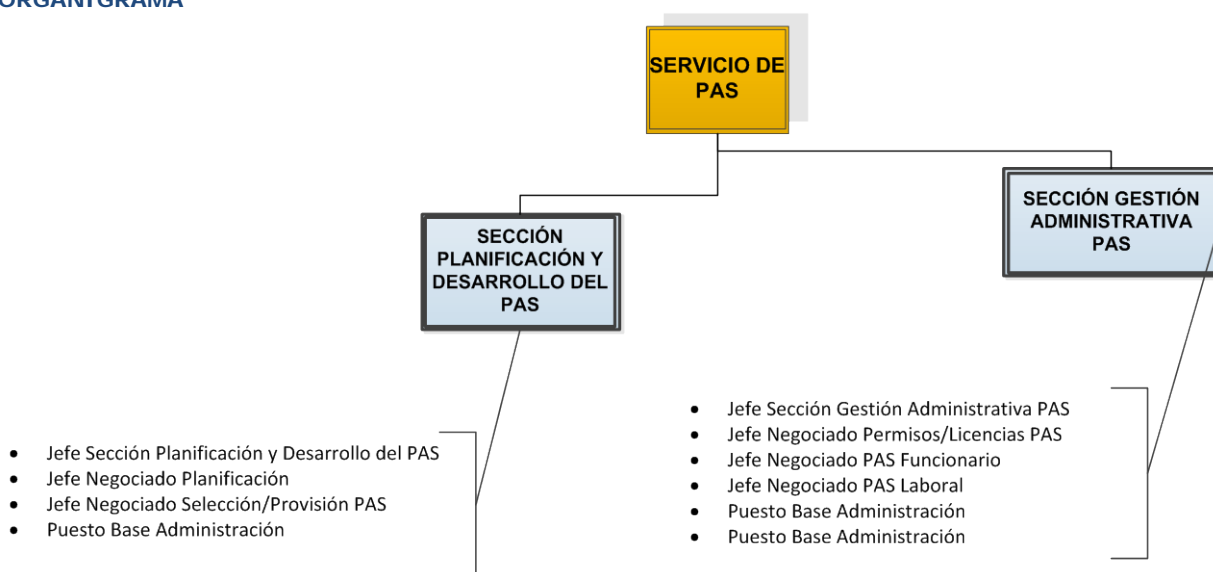 ORGANIGRAMA
SERVICIO DE
PAS
SECCIÓN
PLANIFICACIÓN Y
DESARROLLO DEL
PAS
SECCIÓN GESTIÓN
ADMINISTRATIVA
PAS
• Jefe Sección Planificación y Desarrollo del PAS
• Jefe Negociado Planificación
• Jefe Negociado Selección/Provisión PAS
• Puesto Base Administración
• Jefe Sección Gestión Administrativa PAS
• Jefe Negociado Permisos/Licencias PAS
• Jefe Negociado PAS Funcionario
• Jefe Negociado PAS Laboral
• Puesto Base Administración
• Puesto Base Administración